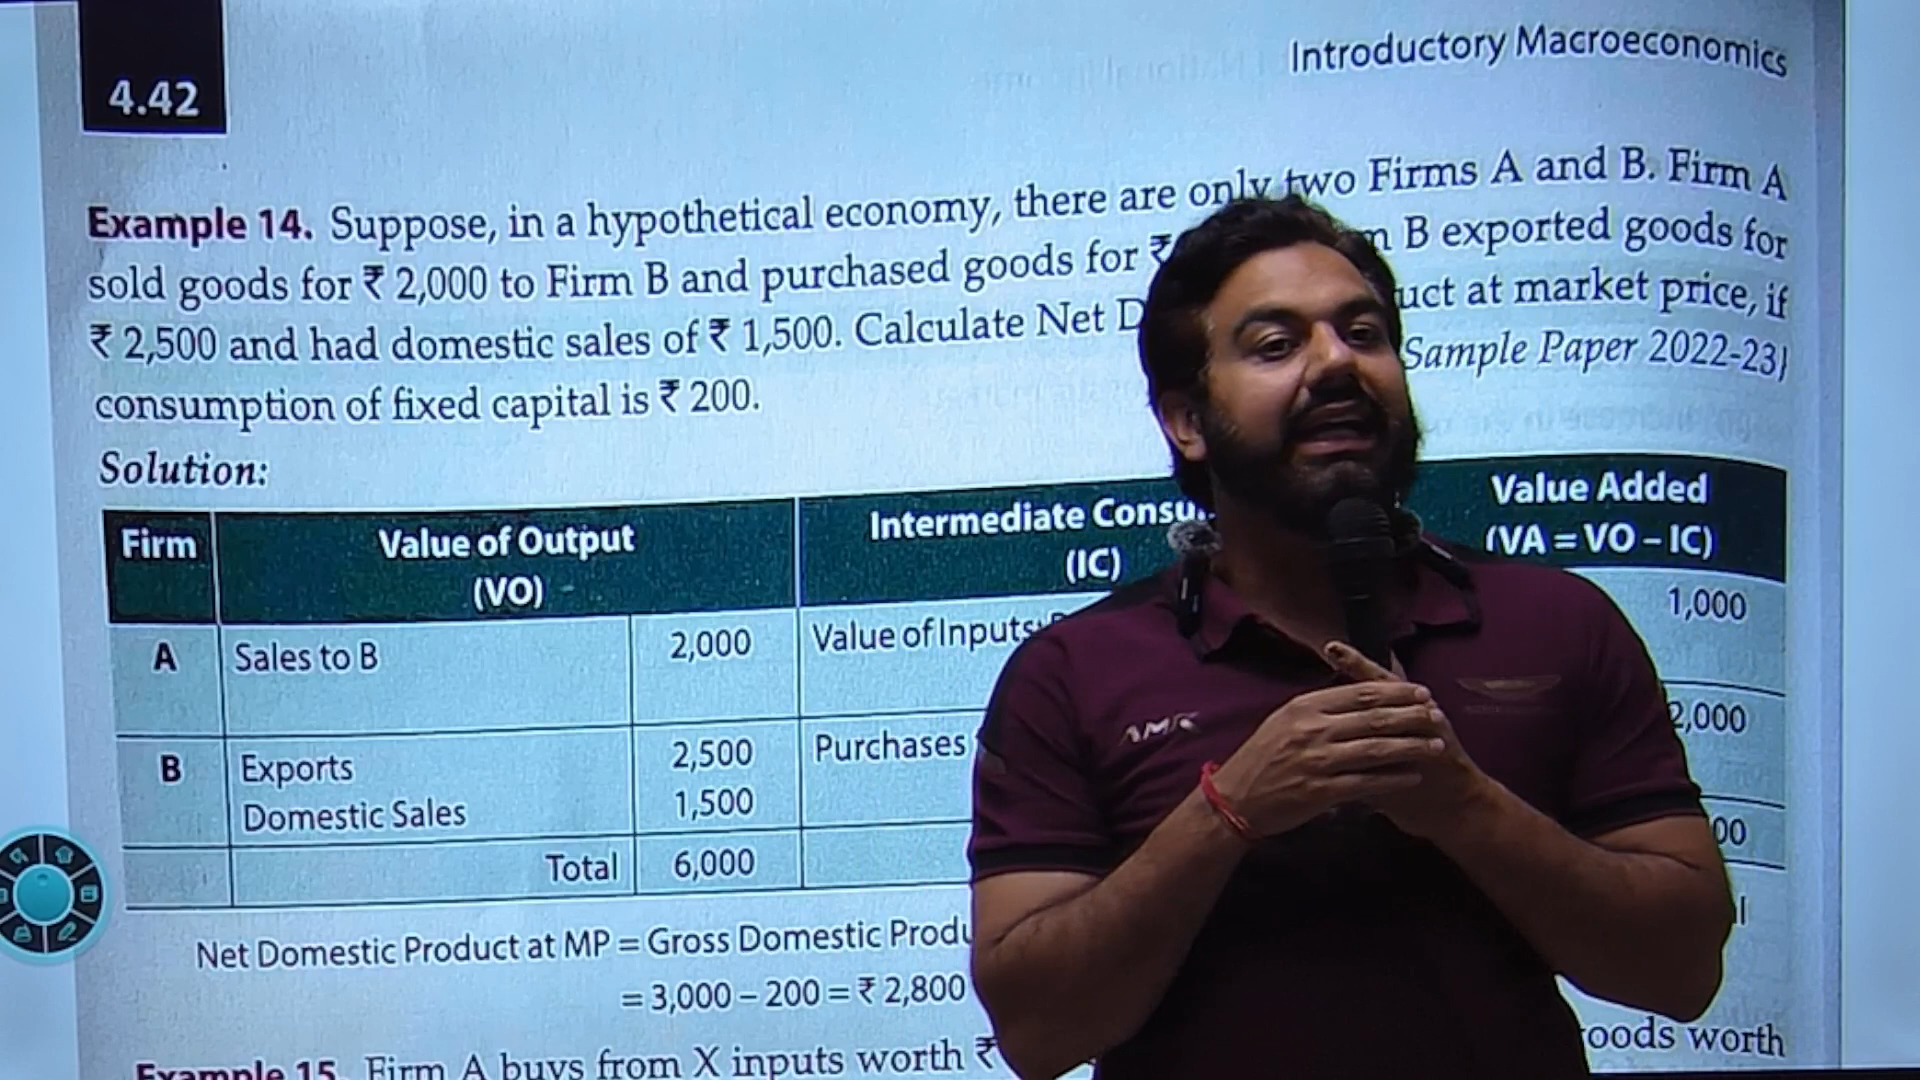 4.42
Introductory Macroeconomics
Example 14. Suppose, in a hypothetical economy, there are only two Firms A and B. Firm A
sold goods for ₹ 2,000 to Firm B and purchased goods for ₹ B exported goods for
₹ 2,500 and had domestic sales of ₹ 1,500. Calculate Net at market price, if
consumption of fixed capital is ₹ 200. Sample Paper 2022-23)
Solution:
Firm Value of Output Intermediate Value Added
(VO) (IC) (VA = VO – IC)
A Sales to B 2,000 Value of Inputs 1,000
B Exports 2,500 Purchases 2,000
Domestic Sales 1,500
Total 6,000
Net Domestic Product at MP = Gross Domestic
= 3,000 – 200 = ₹ 2,800
Example 15. Firm A buys from X inputs worth ₹ goods worth